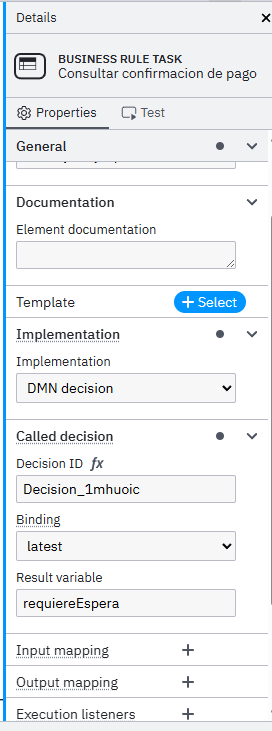 Details
BUSINESS RULE TASK
Consultar confirmacion de pago
Properties
Test
General
Documentation
Element documentation
Template
+ Select
Implementation
Implementation
DMN decision
Called decision
Decision ID fx
Decision_1mhuoic
Binding
latest
Result variable
requiereEspera
Input mapping
Output mapping
Execution listeners